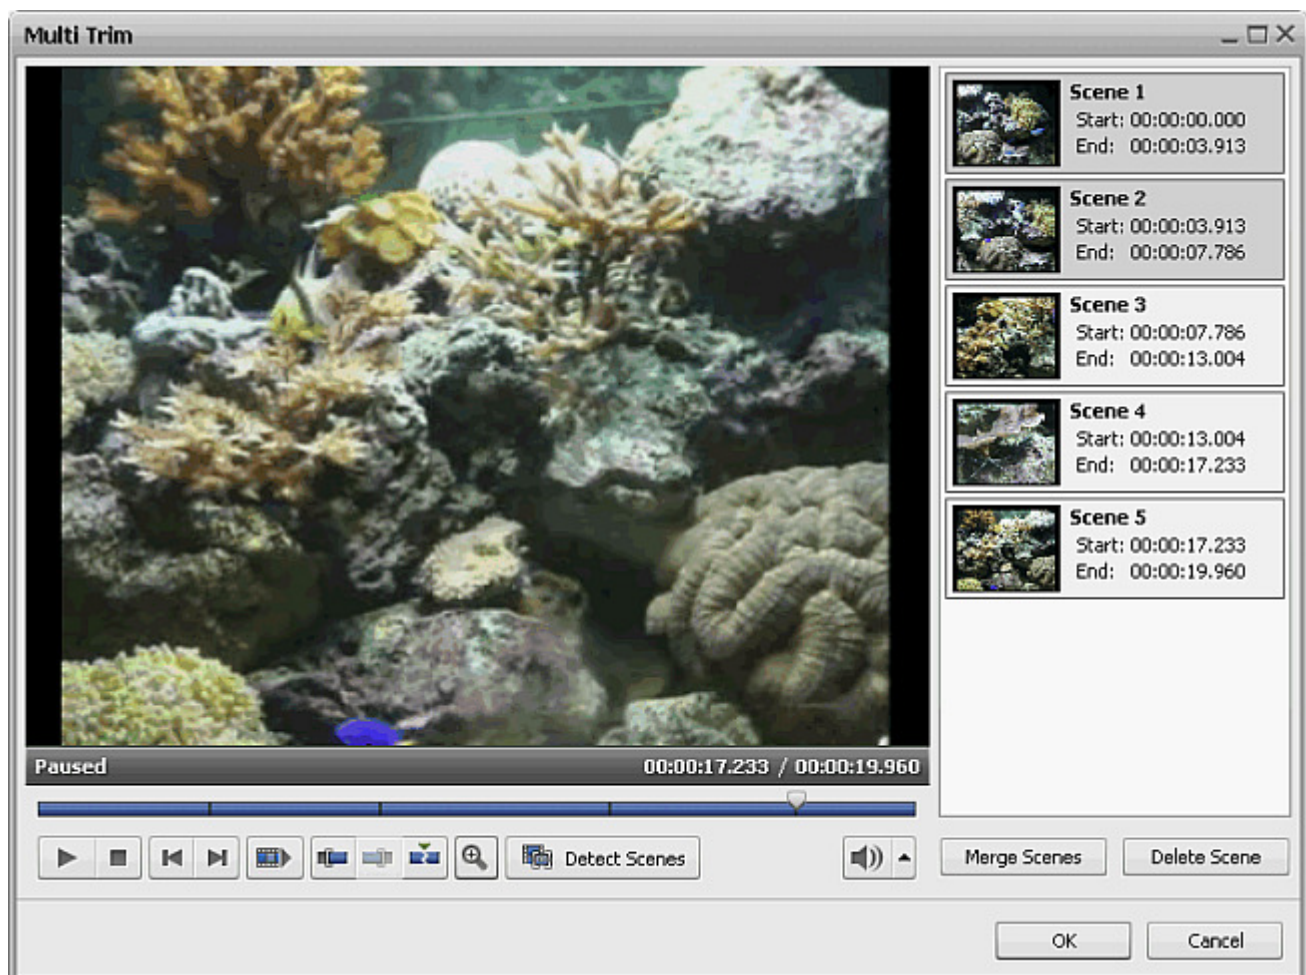 Multi Trim
Scene 1
Start: 00:00:00.000
End: 00:00:03.913
Scene 2
Start: 00:00:03.913
End: 00:00:07.786
Scene 3
Start: 00:00:07.786
End: 00:00:13.004
Scene 4
Start: 00:00:13.004
End: 00:00:17.233
Scene 5
Start: 00:00:17.233
End: 00:00:19.960
Paused 00:00:17.233 / 00:00:19.960
Detect Scenes
Merge Scenes
Delete Scene
OK
Cancel